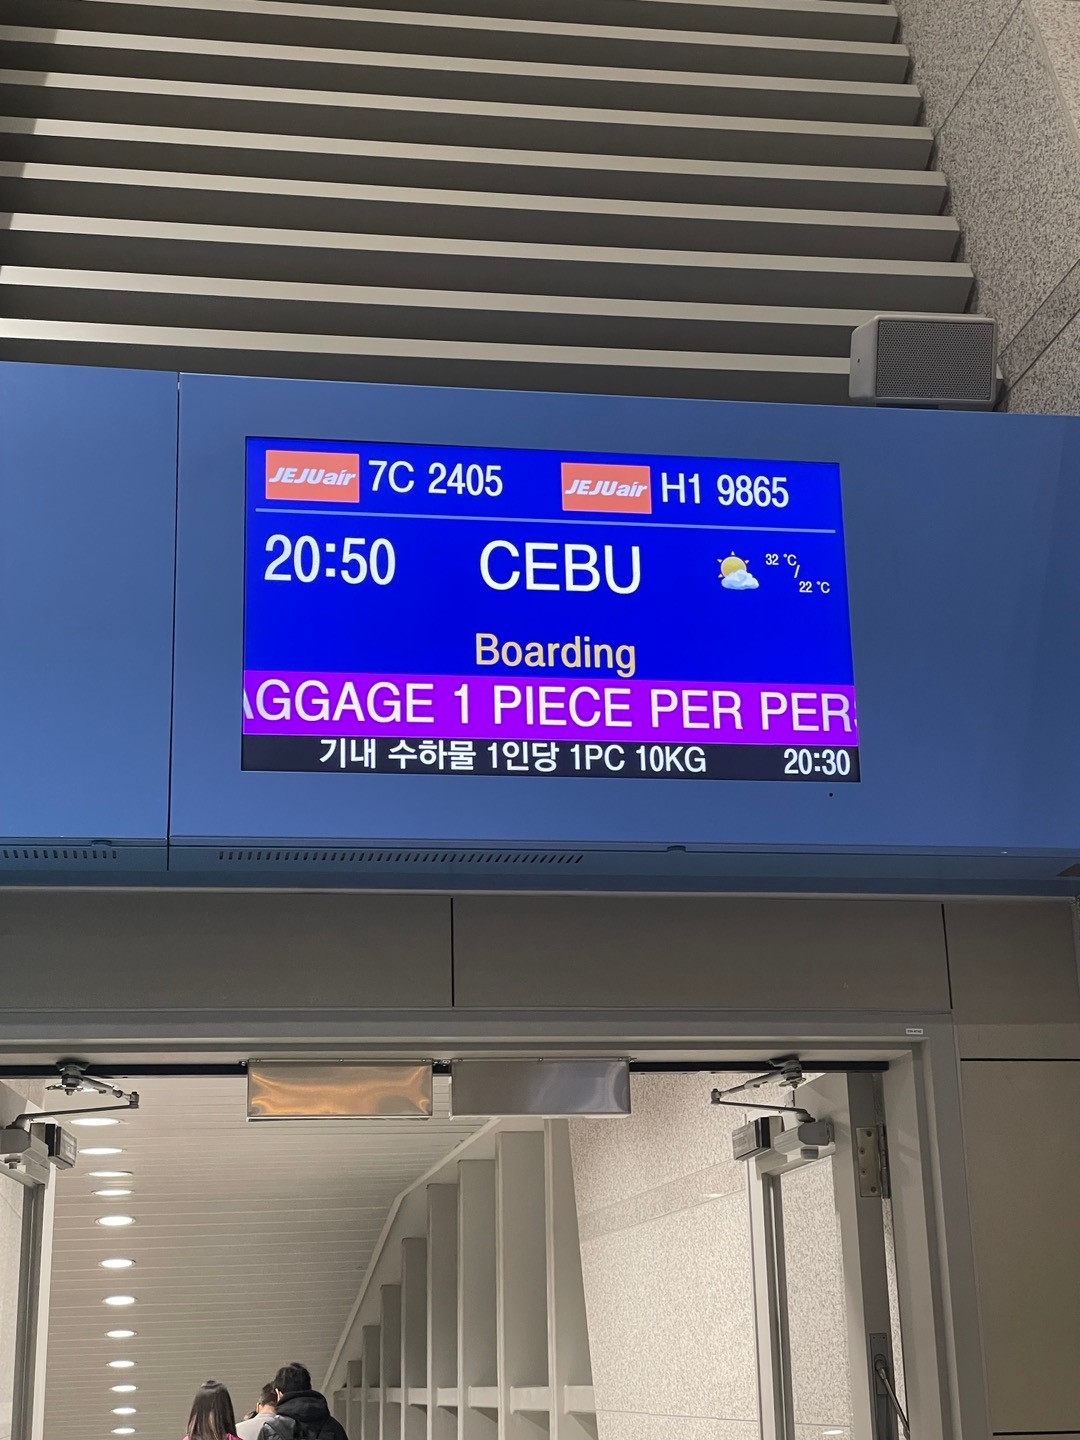 JEJUair 7C 2405 JEJUair H1 9865
20:50 CEBU 32 °C / 22 °C
Boarding
AGGAGE 1 PIECE PER PERS
기내 수하물 1인당 1PC 10KG 20:30